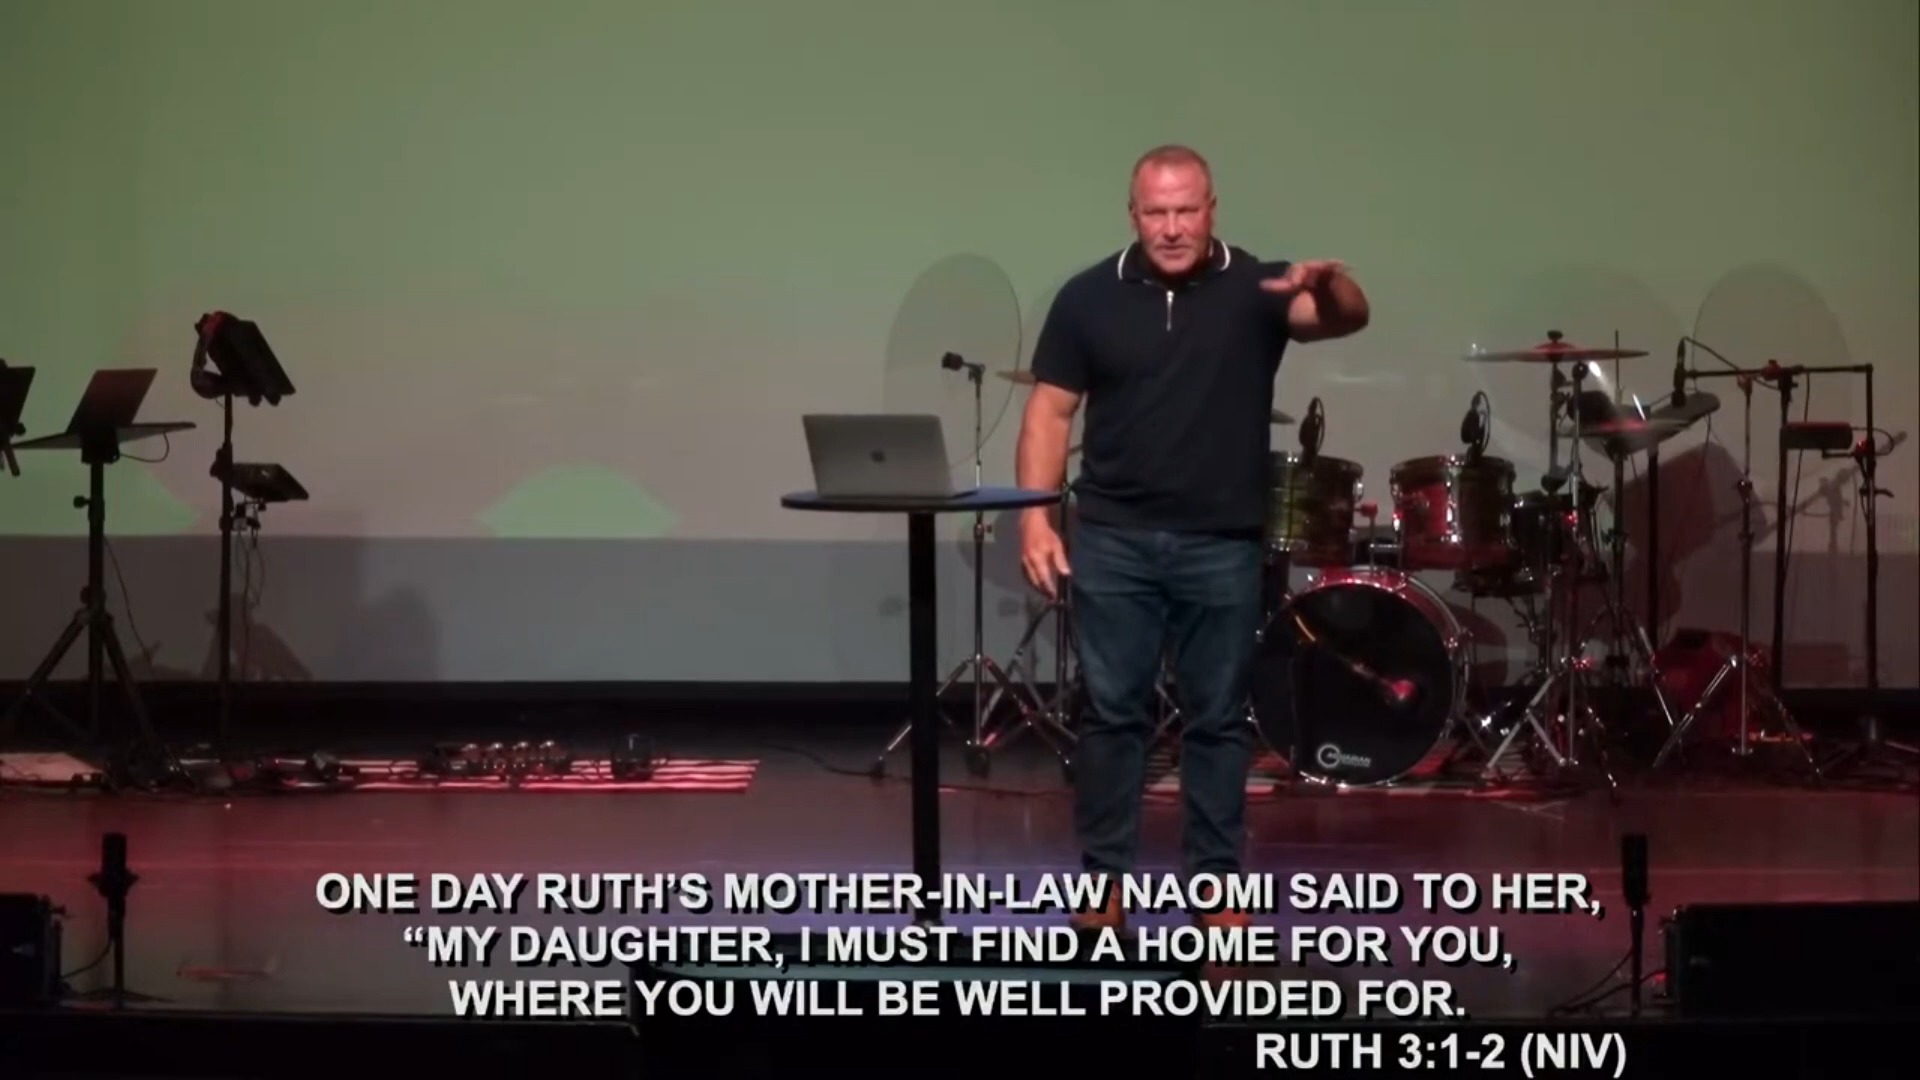 ONE DAY RUTH’S MOTHER-IN-LAW NAOMI SAID TO HER,
“MY DAUGHTER, I MUST FIND A HOME FOR YOU,
WHERE YOU WILL BE WELL PROVIDED FOR.
RUTH 3:1-2 (NIV)